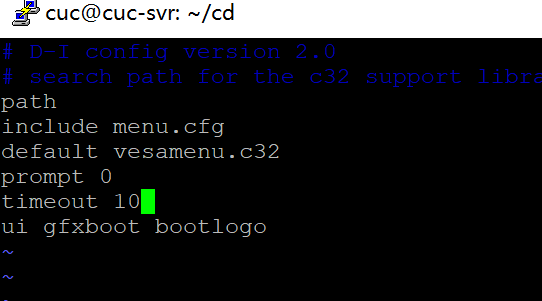 cuc@cuc-svr: ~/cd
# D-I config version 2.0
# search path for the c32 support libra
path
include menu.cfg
default vesamenu.c32
prompt 0
timeout 10
ui gfxboot bootlogo
~
~
~